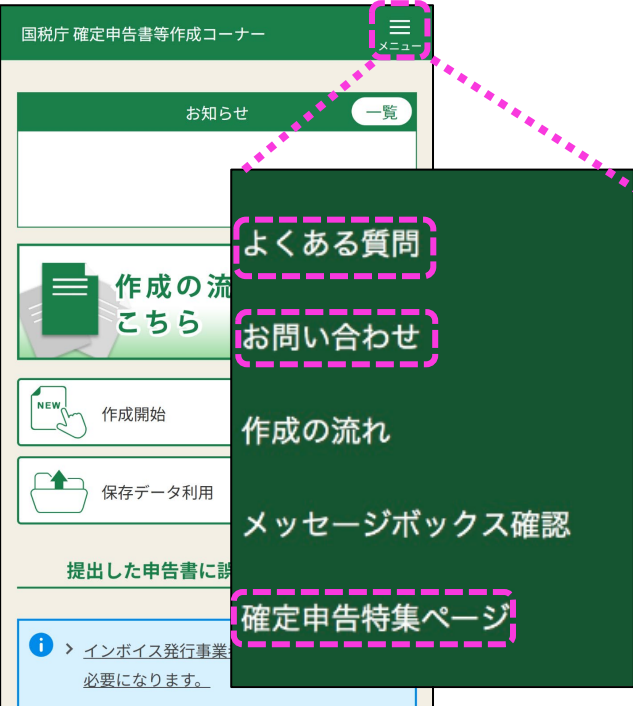 国税庁 確定申告書等作成コーナー
メニュー
お知らせ
一覧
作成の流
こちら
NEW
作成開始
保存データ利用
提出した申告書に誤
インボイス発行事業
必要になります。
よくある質問
お問い合わせ
作成の流れ
メッセージボックス確認
確定申告特集ページ